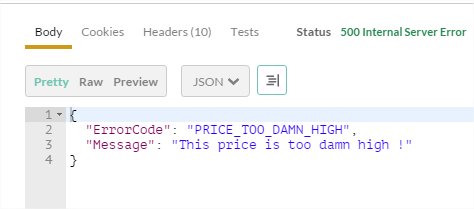 Body Cookies Headers (10) Tests Status 500 Internal Server Error
Pretty Raw Preview JSON
1 {
2 "ErrorCode": "PRICE_TOO_DAMN_HIGH",
3 "Message": "This price is too damn high !"
4 }